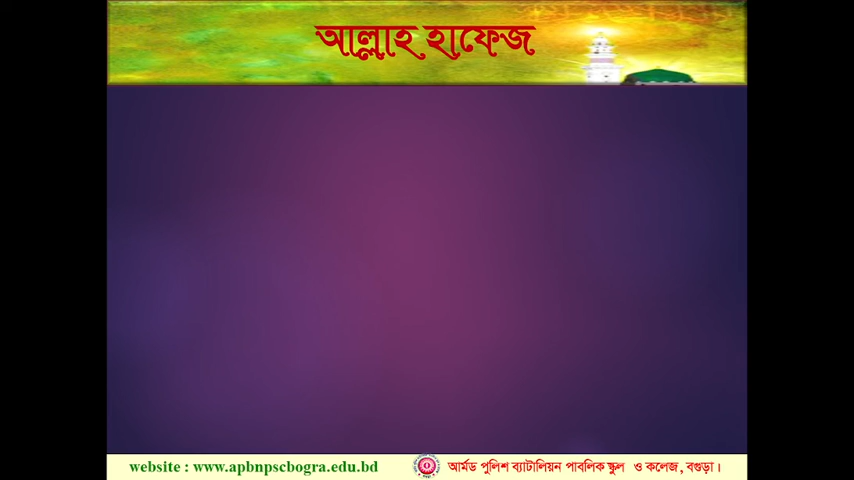 আল্লাহ হাফেজ
website : www.apbnpscbogra.edu.bd
আর্মড পুলিশ ব্যাটালিয়ন পাবলিক স্কুল ও কলেজ, বগুড়া।